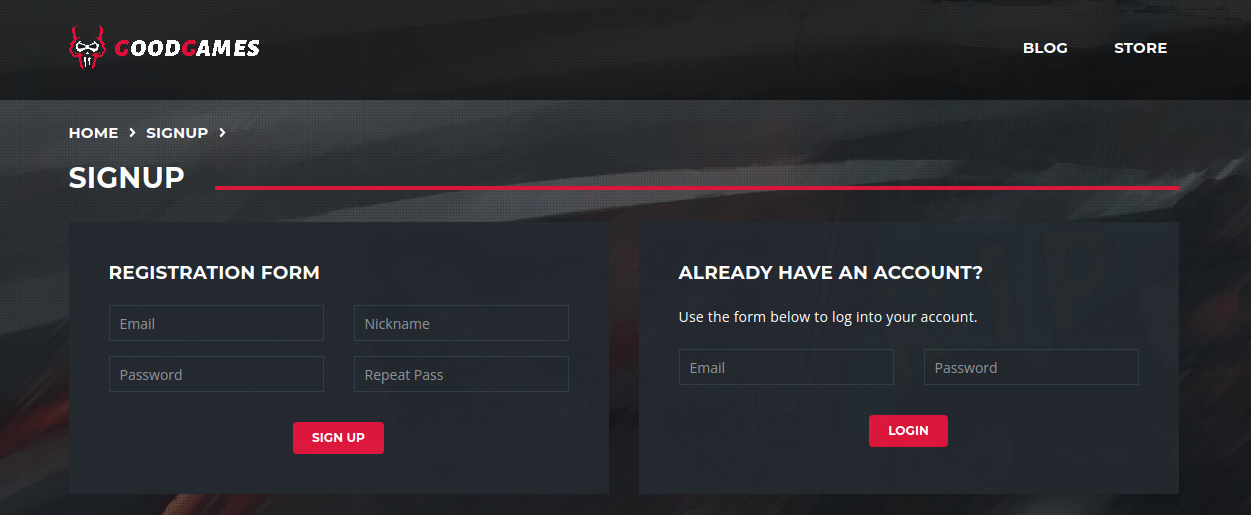 GOODGAMES
BLOG STORE
HOME > SIGNUP >
SIGNUP
REGISTRATION FORM
Email Nickname
Password Repeat Pass
SIGN UP
ALREADY HAVE AN ACCOUNT?
Use the form below to log into your account.
Email Password
LOGIN